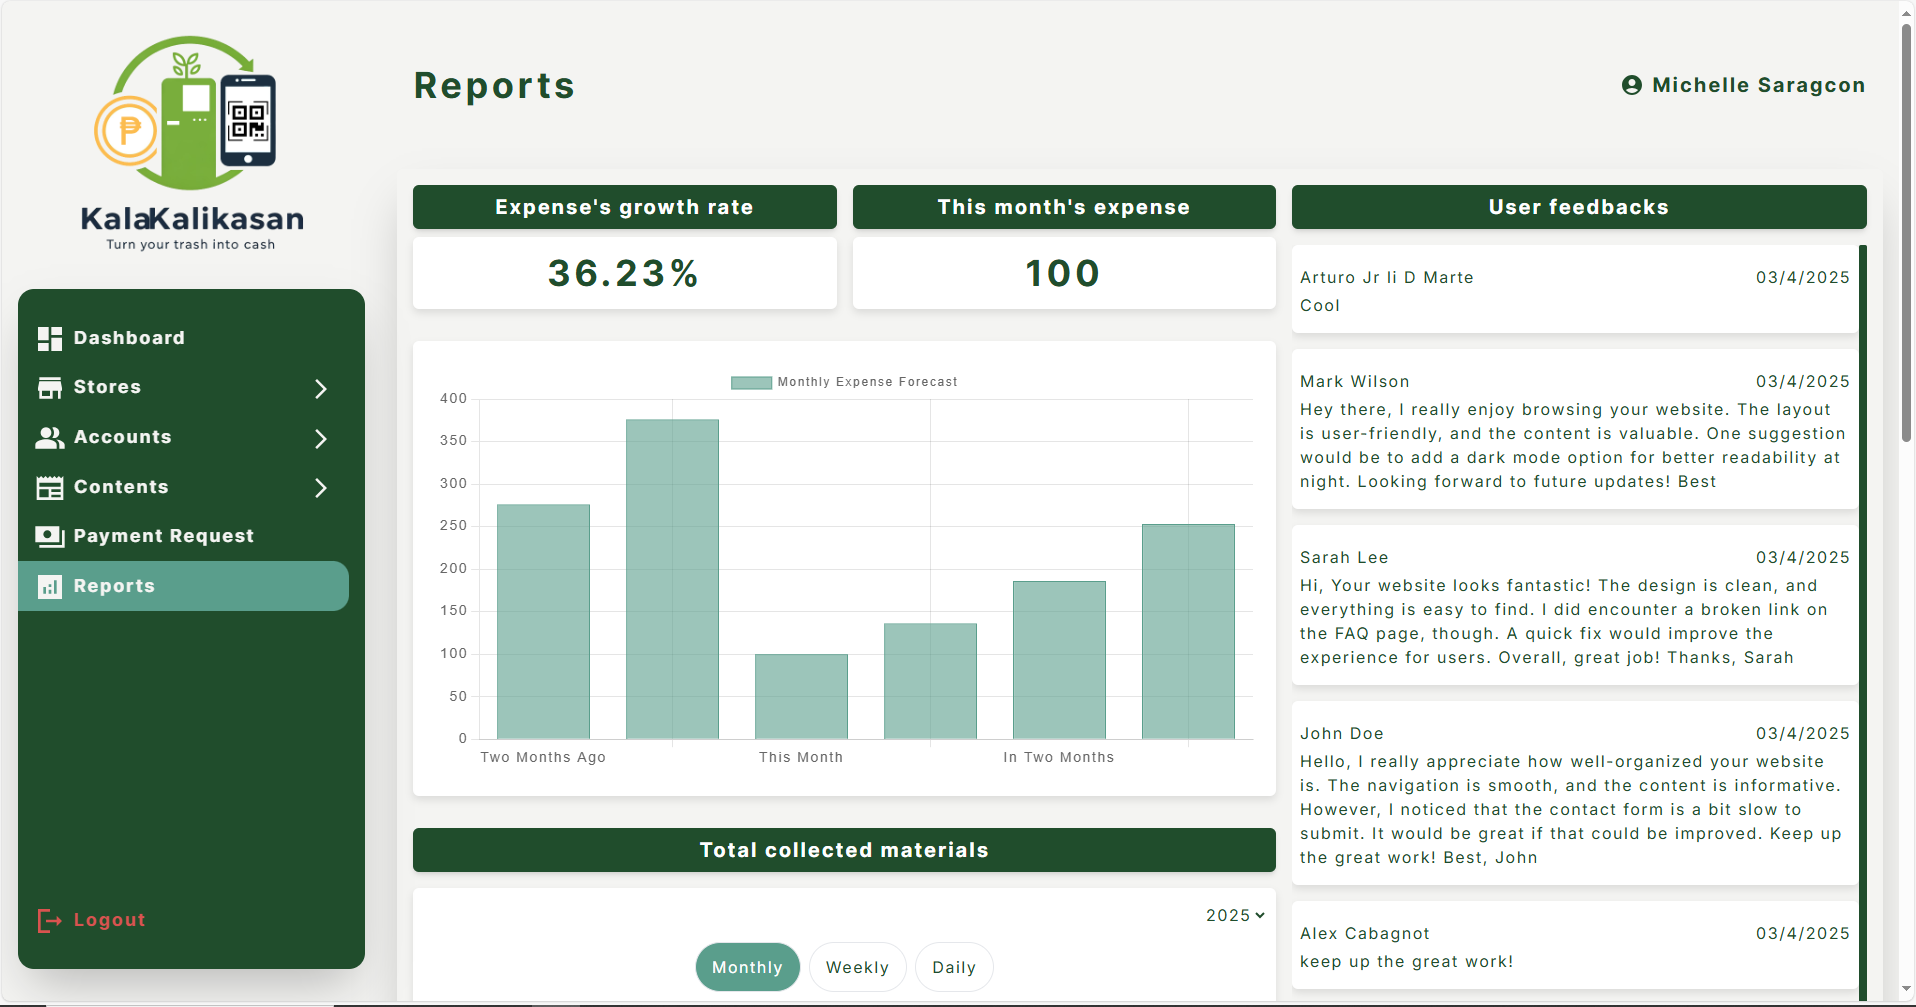 KalaKalikasan
Turn your trash into cash
Dashboard
Stores
Accounts
Contents
Payment Request
Reports
Logout
Reports
Michelle Saragcon
Expense's growth rate
36.23%
This month's expense
100
Monthly Expense Forecast
400
350
300
250
200
150
100
50
0
Two Months Ago
This Month
In Two Months
Total collected materials
2025
Monthly
Weekly
Daily
User feedbacks
Arturo Jr Ii D Marte
03/4/2025
Cool
Mark Wilson
03/4/2025
Hey there, I really enjoy browsing your website. The layout
is user-friendly, and the content is valuable. One suggestion
would be to add a dark mode option for better readability at
night. Looking forward to future updates! Best
Sarah Lee
03/4/2025
Hi, Your website looks fantastic! The design is clean, and
everything is easy to find. I did encounter a broken link on
the FAQ page, though. A quick fix would improve the
experience for users. Overall, great job! Thanks, Sarah
John Doe
03/4/2025
Hello, I really appreciate how well-organized your website
is. The navigation is smooth, and the content is informative.
However, I noticed that the contact form is a bit slow to
submit. It would be great if that could be improved. Keep up
the great work! Best, John
Alex Cabagnot
03/4/2025
keep up the great work!